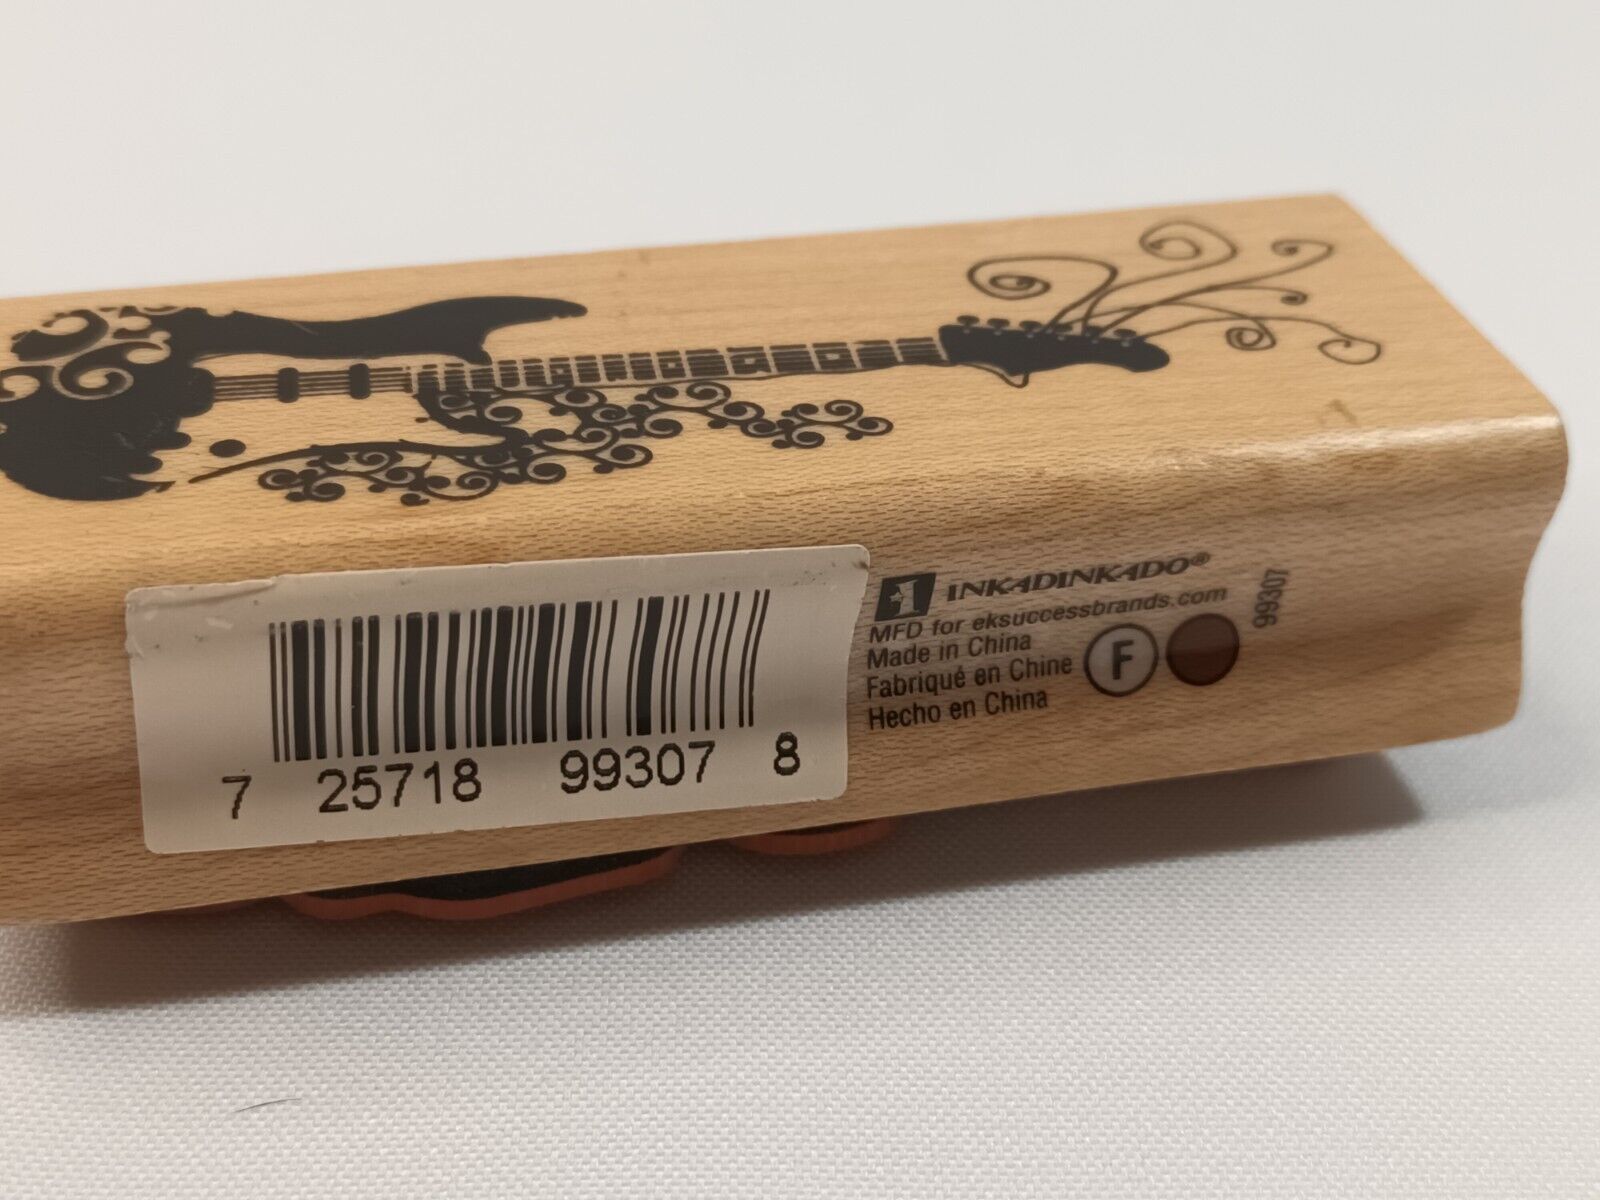 7 25718 99307 8
INKADINKADO®
MFD for eksuccessbrands.com
Made in China
Fabriqué en Chine
Hecho en China
F
99307